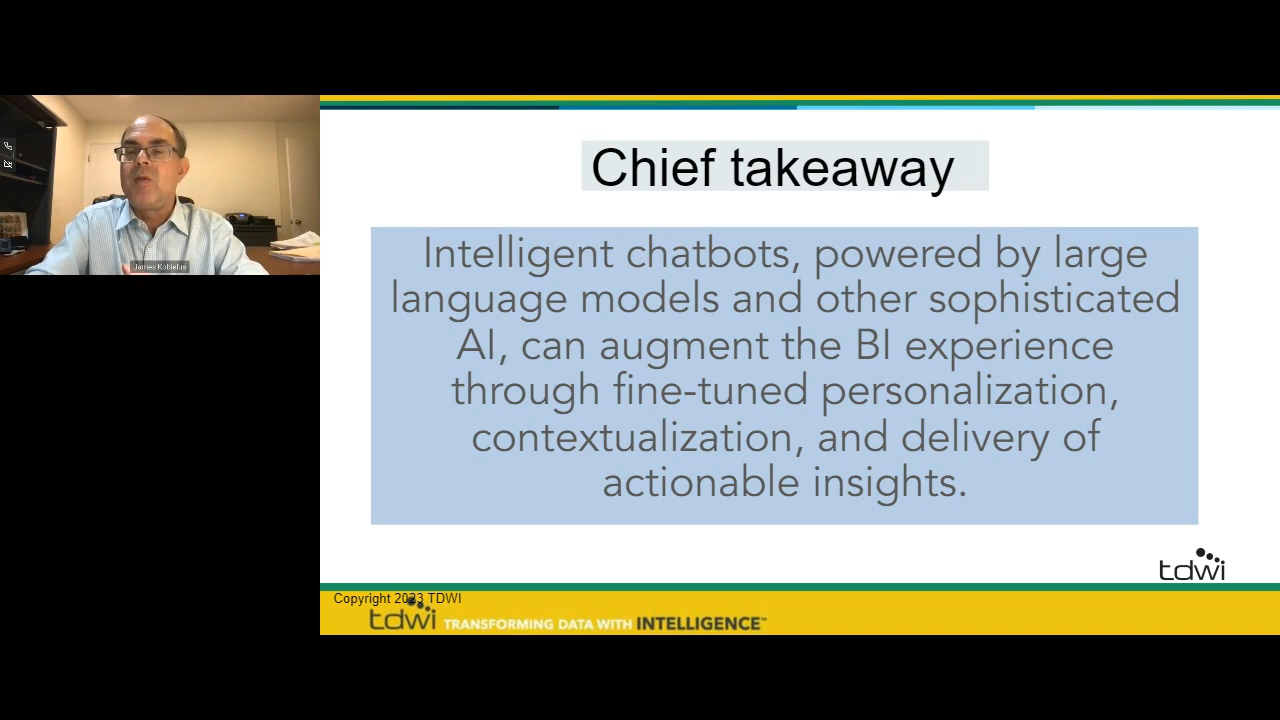 James Kobielus
Chief takeaway
Intelligent chatbots, powered by large
language models and other sophisticated
AI, can augment the BI experience
through fine-tuned personalization,
contextualization, and delivery of
actionable insights.
tdwi
Copyright 2023 TDWI
tdwi TRANSFORMING DATA WITH INTELLIGENCE™